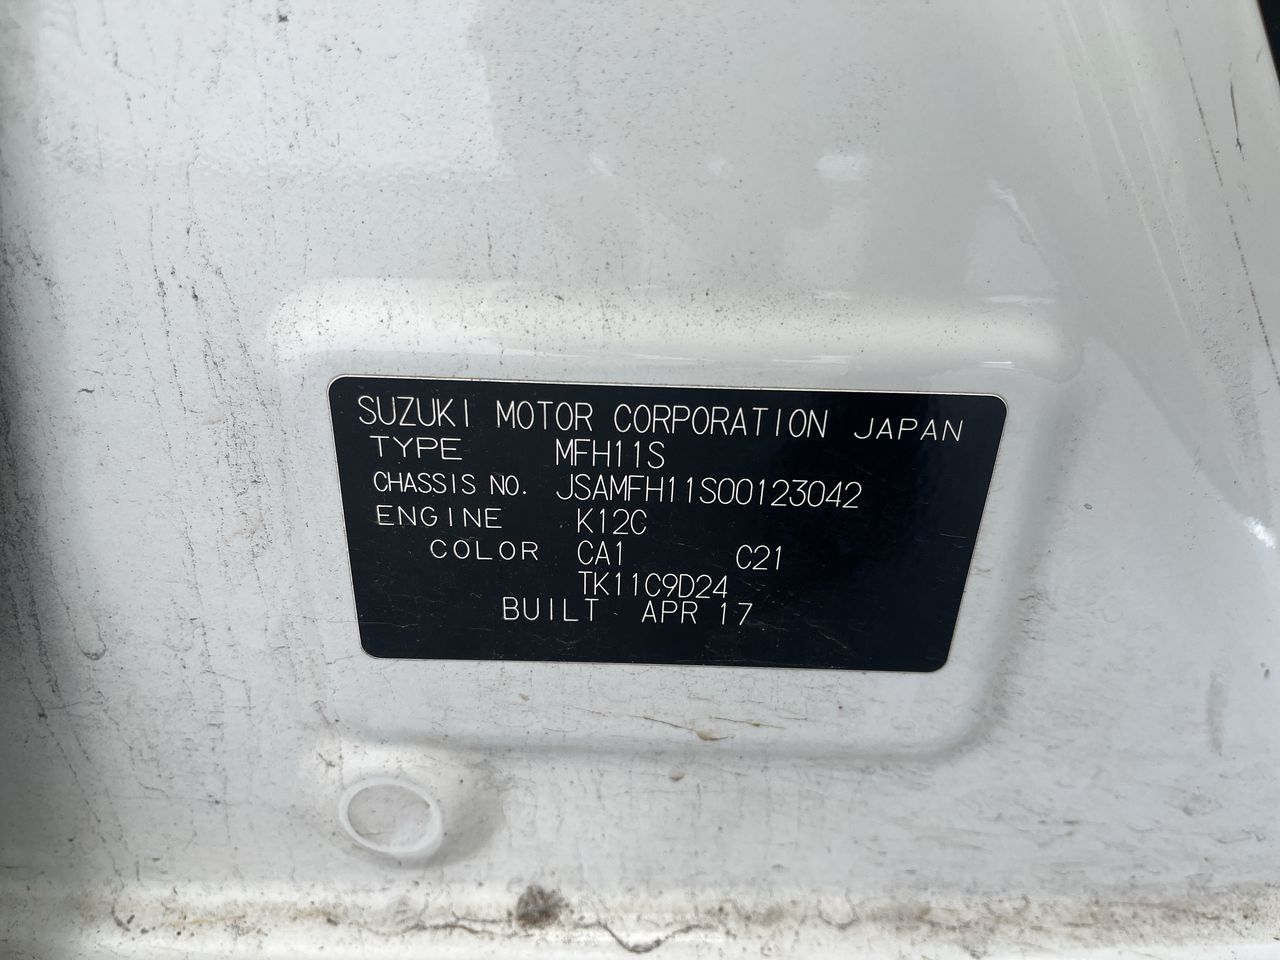 SUZUKI MOTOR CORPORATION JAPAN
TYPE MFH11S
CHASSIS NO. JSAMFH11S00123042
ENGINE K12C
COLOR CA1 C21
TK11C9D24
BUILT APR 17